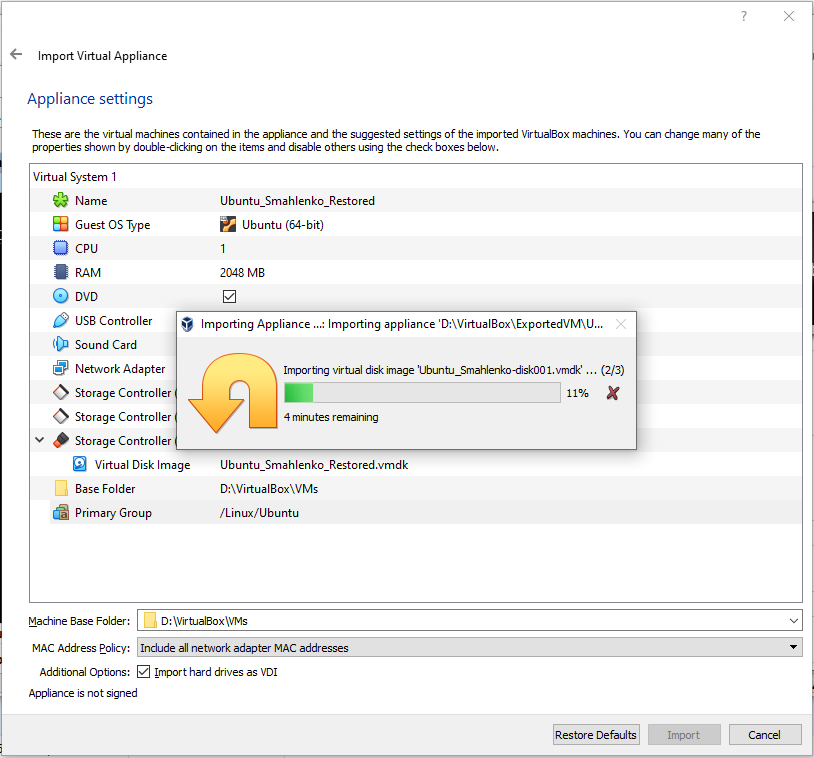 ?
Import Virtual Appliance
Appliance settings
These are the virtual machines contained in the appliance and the suggested settings of the imported VirtualBox machines. You can change many of the
properties shown by double-clicking on the items and disable others using the check boxes below.
Virtual System 1
Name Ubuntu_Smahlenko_Restored
Guest OS Type Ubuntu (64-bit)
CPU 1
RAM 2048 MB
DVD
USB Controller
Importing Appliance ...: Importing appliance 'D:\VirtualBox\ExportedVM\U...
Sound Card
Network Adapter
Importing virtual disk image 'Ubuntu_Smahlenko-disk001.vmdk' ... (2/3)
Storage Controller (
11%
Storage Controller (
4 minutes remaining
Storage Controller (
Virtual Disk Image Ubuntu_Smahlenko_Restored.vmdk
Base Folder D:\VirtualBox\VMs
Primary Group /Linux/Ubuntu
Machine Base Folder: D:\VirtualBox\VMs
MAC Address Policy: Include all network adapter MAC addresses
Additional Options: Import hard drives as VDI
Appliance is not signed
Restore Defaults Import Cancel